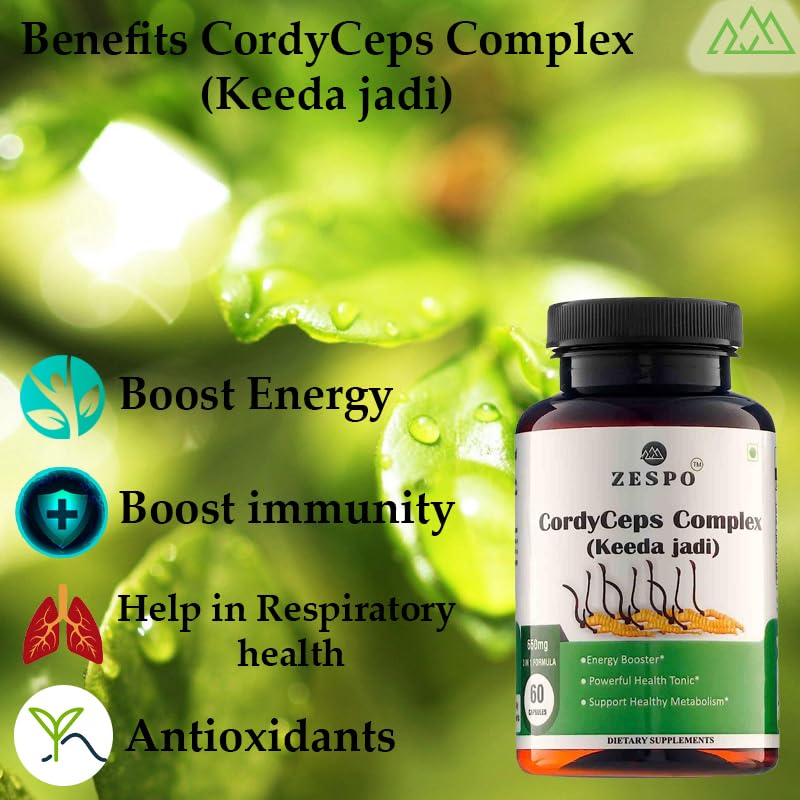 Benefits CordyCeps Complex
(Keeda jadi)
Boost Energy
Boost immunity
Help in Respiratory
health
Antioxidants
ZESPO™
CordyCeps Complex
(Keeda jadi)
650mg
60
CAPSULES
•Energy Booster*
• Powerful Health Tonic*
• Support Healthy Metabolism*
DIETARY SUPPLEMENTS